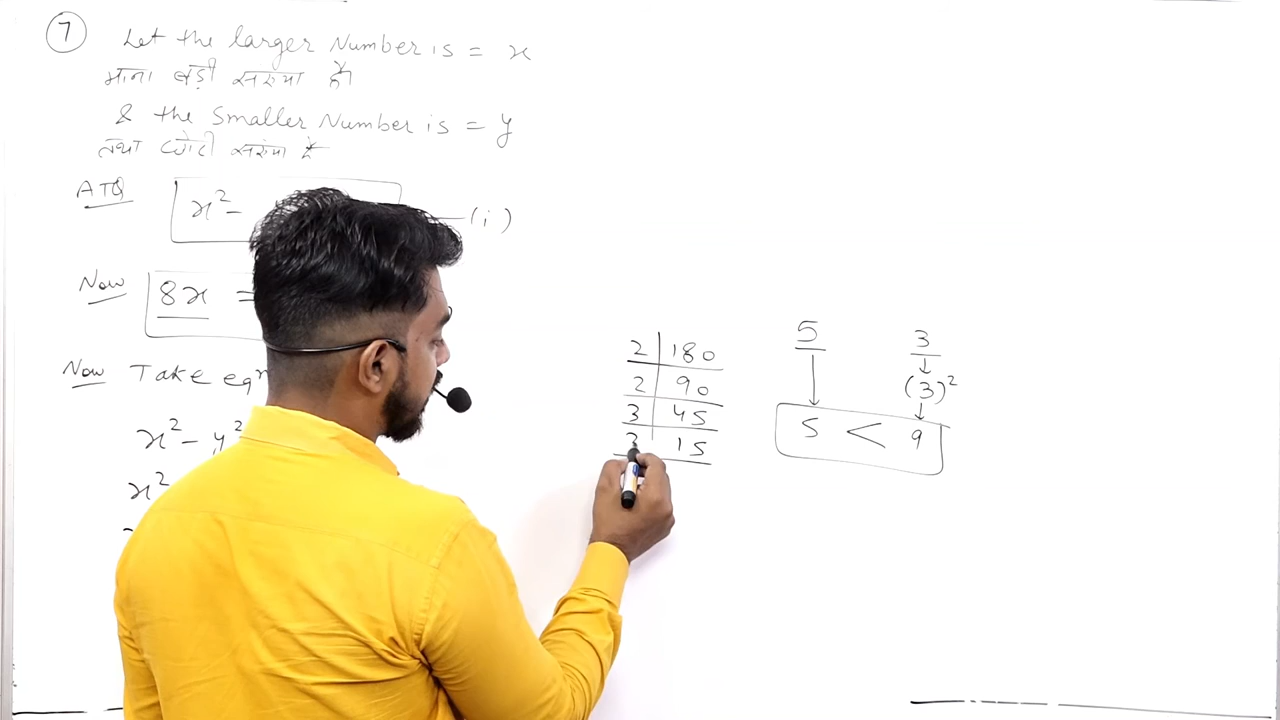 7 Let the larger Number is = x
माना बड़ी संख्या है
& the Smaller Number is = y
तथा छोटी संख्या है
ATQ x² - (i)
Now 8x =
Now Take eqn
x² - y²
x²
2 | 180
2 | 90
3 | 45
3 | 15
5 3
(3)²
5 < 9